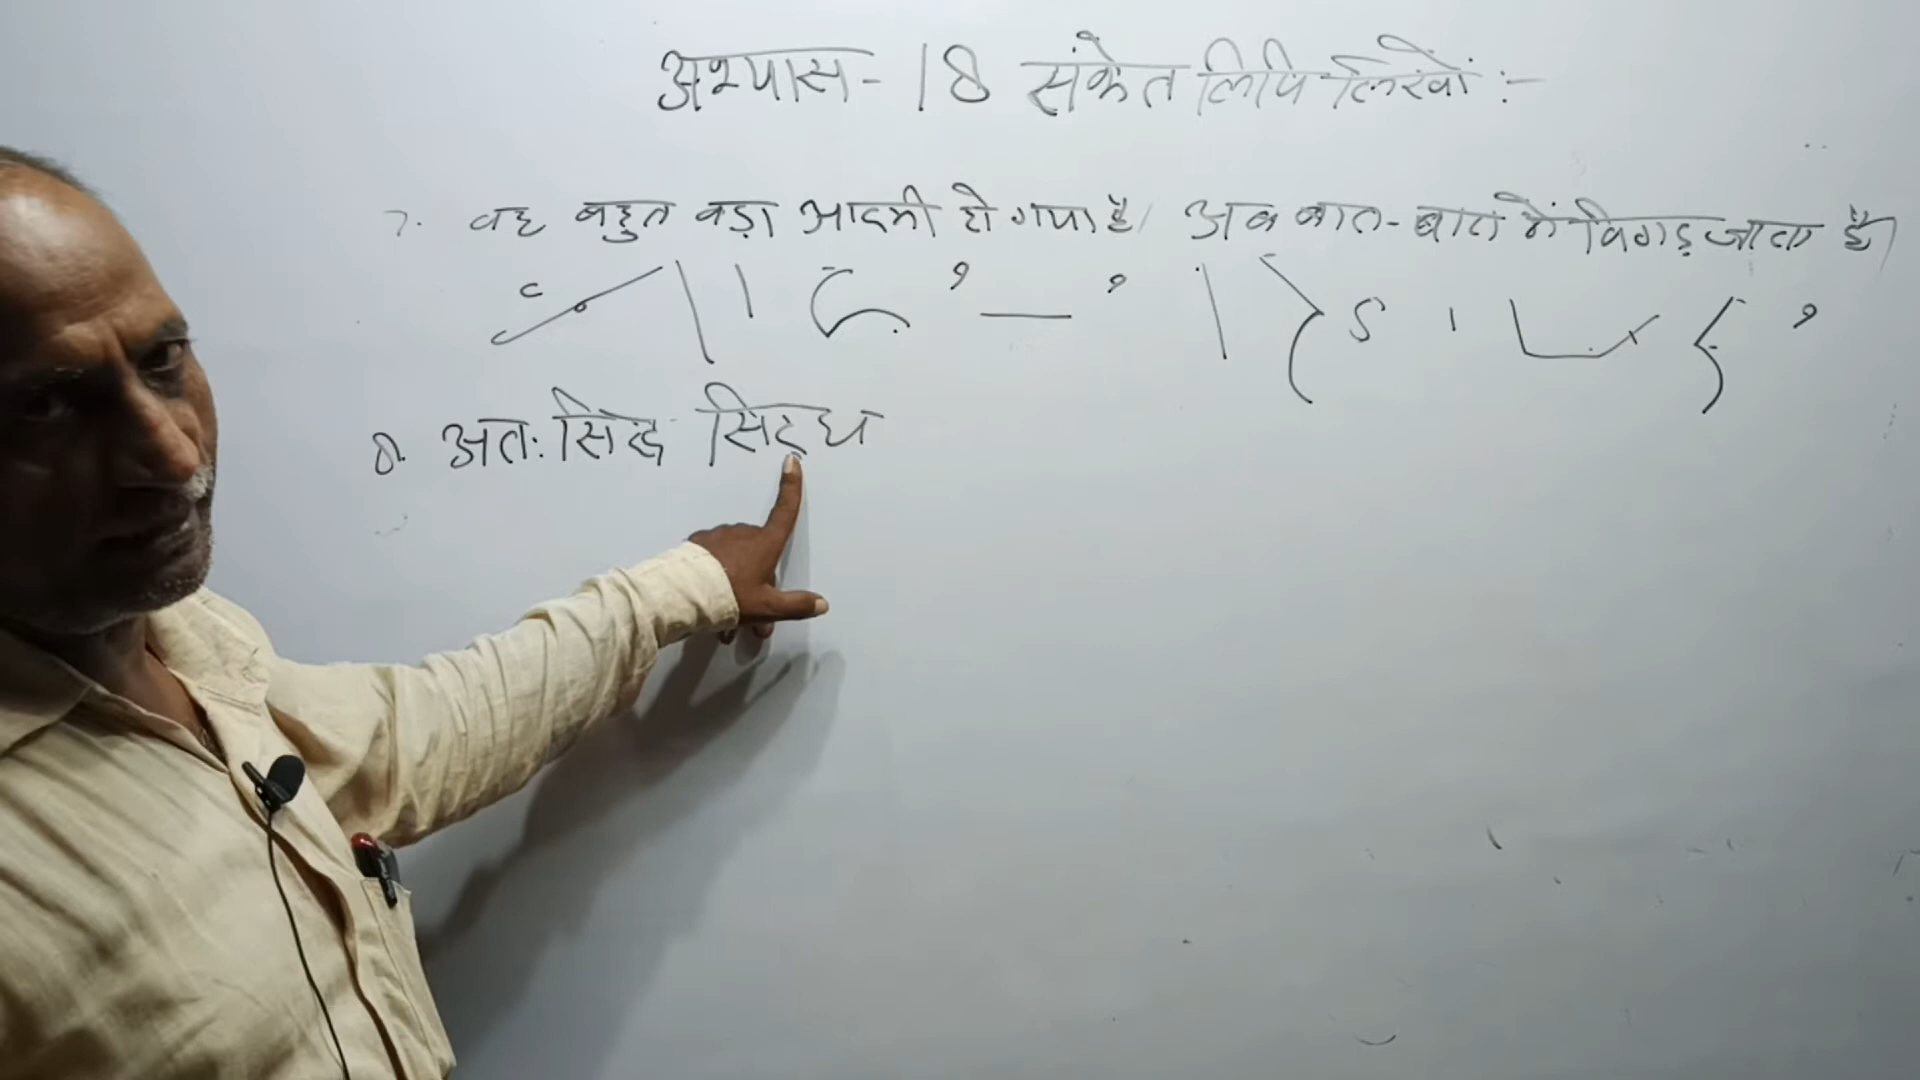 अभ्यास - 18 संकेत लिपि लिखों :-
7. वह बहुत बड़ा आदमी हो गया है। अब बात-बात में बिगड़ जाता है।
8. अतः सिद्ध सिद्ध